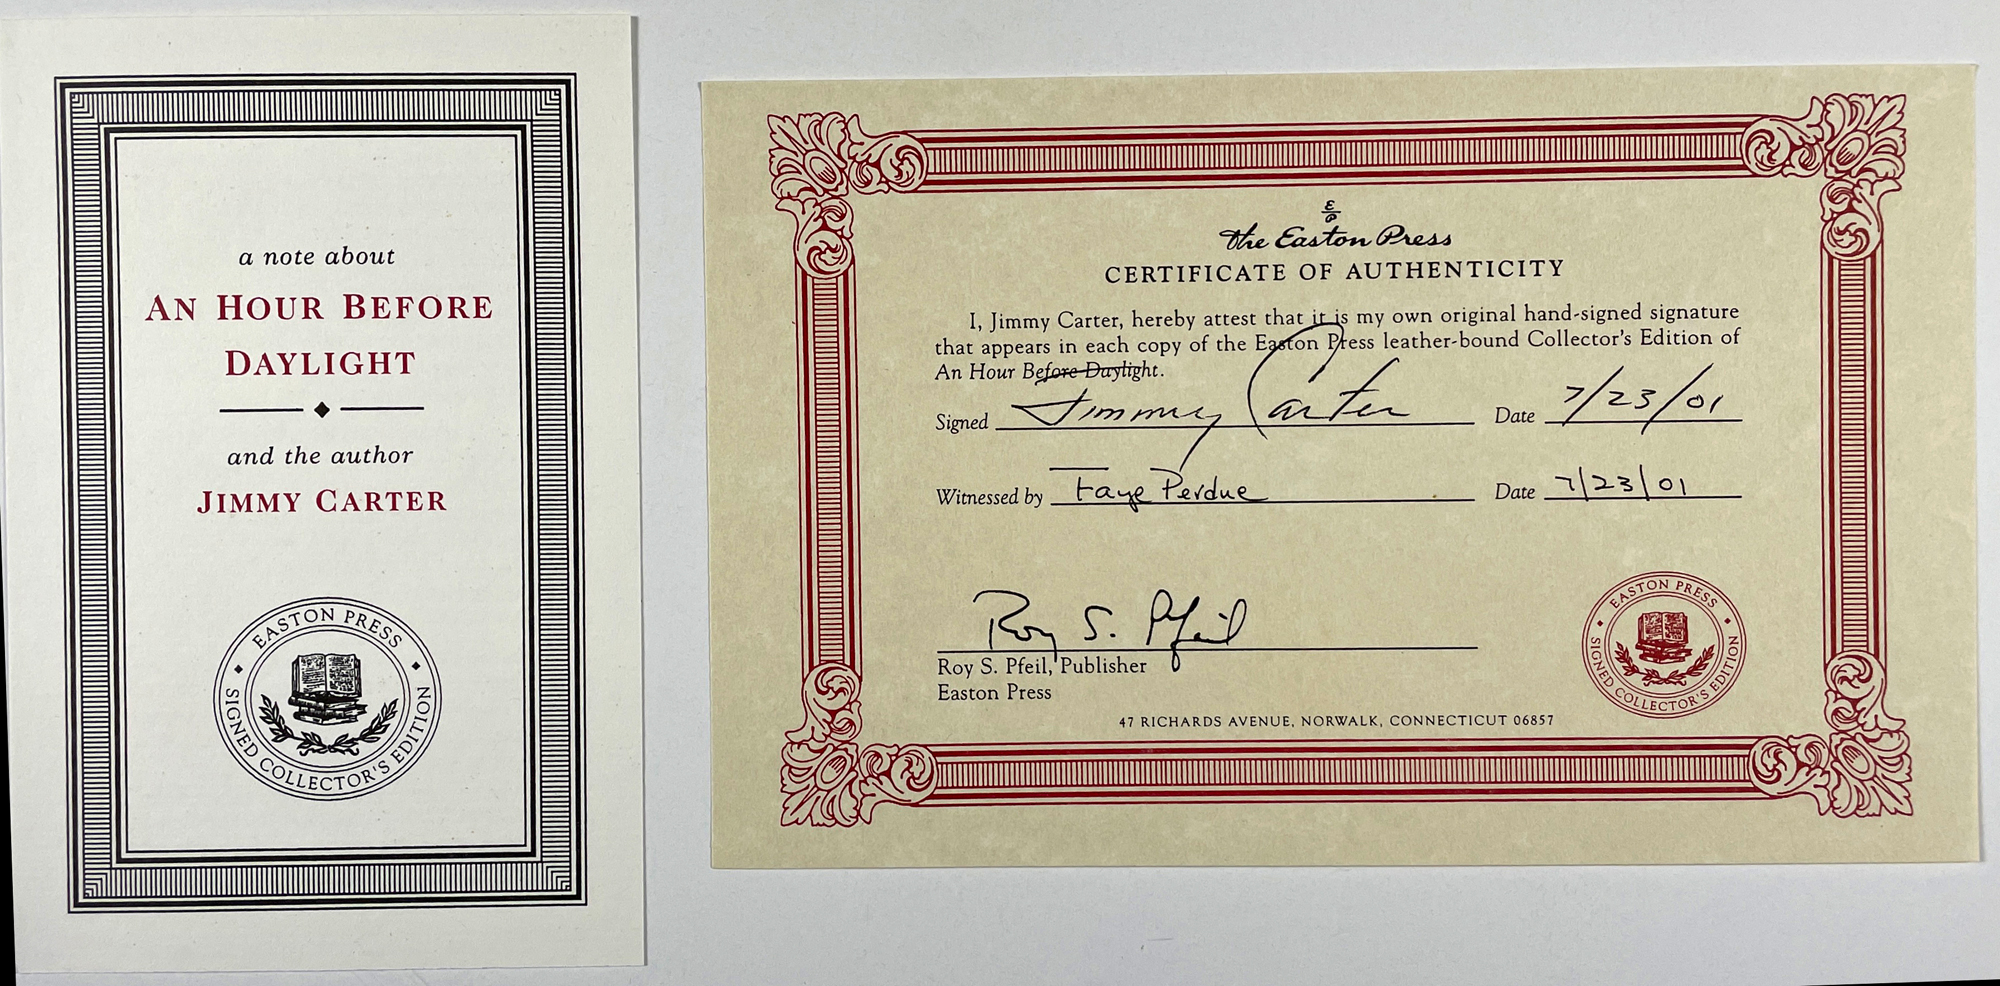 a note about
AN HOUR BEFORE
DAYLIGHT
and the author
JIMMY CARTER
EASTON PRESS
SIGNED COLLECTOR'S EDITION
E
P
the Easton Press
CERTIFICATE OF AUTHENTICITY
I, Jimmy Carter, hereby attest that it is my own original hand-signed signature
that appears in each copy of the Easton Press leather-bound Collector's Edition of
An Hour Before Daylight.
Signed Jimmy Carter Date 7/23/01
Witnessed by Faye Perdue Date 7/23/01
Roy S. Pfeil
Roy S. Pfeil, Publisher
Easton Press
EASTON PRESS
SIGNED COLLECTOR'S EDITION
47 RICHARDS AVENUE, NORWALK, CONNECTICUT 06857